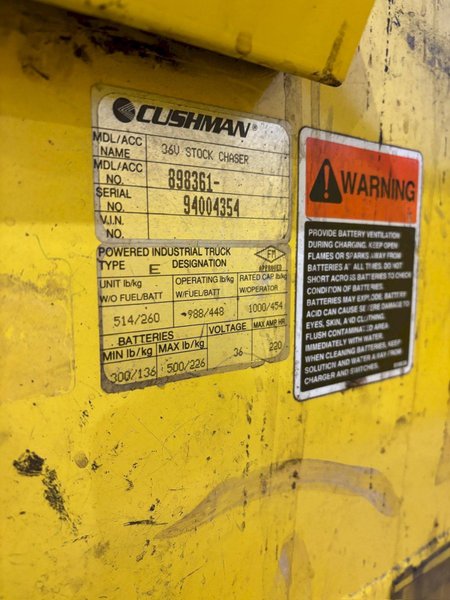 CUSHMAN®
MDL/ACC NAME 36V STOCK CHASER
MDL/ACC NO. 898361-
SERIAL NO. 94004354
V.I.N.
POWERED INDUSTRIAL TRUCK
TYPE E DESIGNATION
FM
APPROVED
UNIT lb/kg W/O FUEL/BATT
OPERATING lb/kg W/FUEL/BATT
RATED CAP lb/kg W/OPERATOR
514/260
988/448
1000/454
BATTERIES
VOLTAGE
MAX AMP. HR.
MIN lb/kg
MAX lb/kg
36
220
300/136
500/226
WARNING
PROVIDE BATTERY VENTILATION
DURING CHARGING. KEEP OPEN
FLAMES OR SPARKS AWAY FROM
BATTERIES AT ALL TIMES. DO NOT
SHORT ACROSS BATTERIES TO CHECK
CONDITION OF BATTERIES.
BATTERIES MAY EXPLODE. BATTERY
ACID CAN CAUSE SEVERE DAMAGE TO
EYES, SKIN, AND CLOTHING.
FLUSH CONTAMINATED AREA
IMMEDIATELY WITH WATER.
WHEN CLEANING BATTERIES, KEEP
SOLUTION AND WATER AWAY FROM
CHARGER AND SWITCHES.